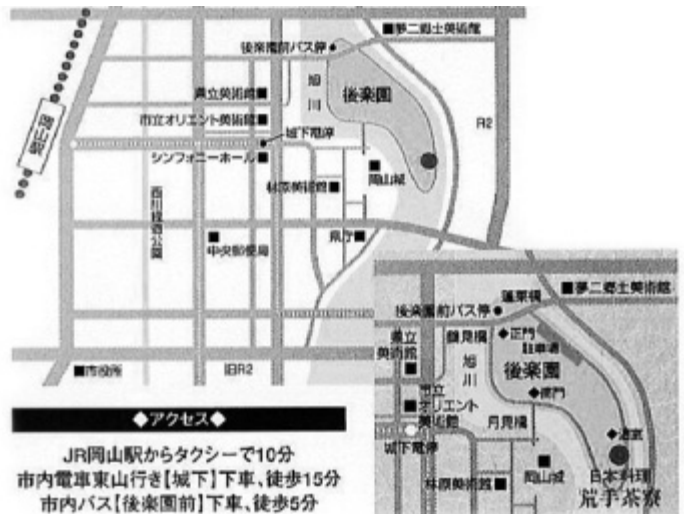 後楽園前バス停
■夢二郷土美術館
旭川
後楽園
県立美術館■
市立オリエント美術館■
城下電停
R2
岡山駅
シンフォニーホール■
林原美術館■
岡山城
西川緑道公園
中央郵便局
県庁■
■市役所
旧R2
■夢二郷土美術館
蓬莱橋
後楽園前バス停
県立美術館
鶴見橋
◆正門
駐車場
旭川
後楽園
市立オリエント美術館
◆南門
月見橋
城下電停
林原美術館■
岡山城
日本料理
荒手茶寮
◆アクセス◆
JR岡山駅からタクシーで10分
市内電車東山行き【城下】下車、徒歩15分
市内バス【後楽園前】下車、徒歩5分